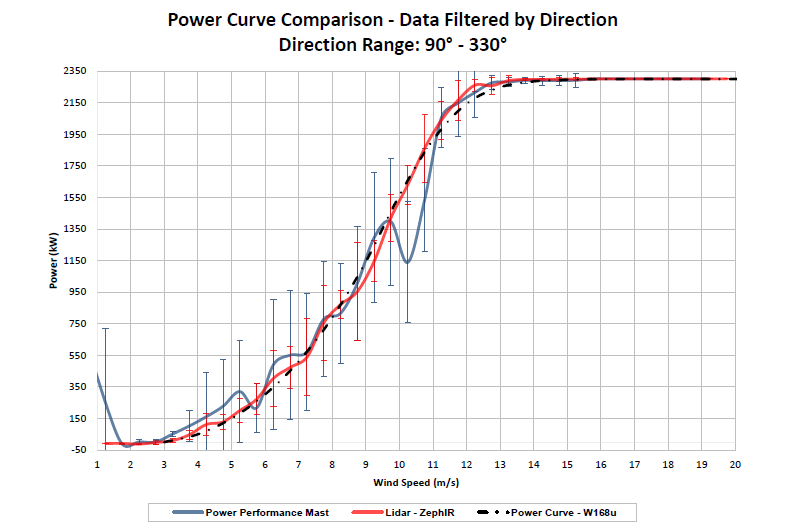 Power Curve Comparison - Data Filtered by Direction
Direction Range: 90° - 330°
2350
2150
1950
1750
1550
1350
1150
950
750
550
350
150
-50
Power (kW)
1 2 3 4 5 6 7 8 9 10 11 12 13 14 15 16 17 18 19 20
Wind Speed (m/s)
Power Performance Mast Lidar - ZephIR Power Curve - W168u